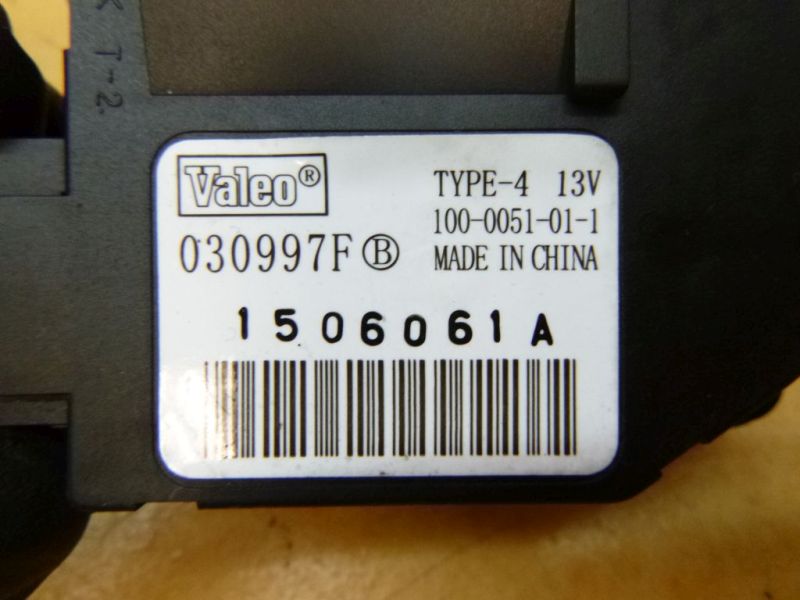 K T-2
Valeo®
TYPE-4 13V
100-0051-01-1
030997F Ⓑ
MADE IN CHINA
1506061A